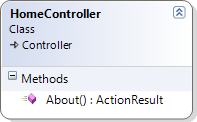 HomeController
Class
Controller
Methods
About() : ActionResult